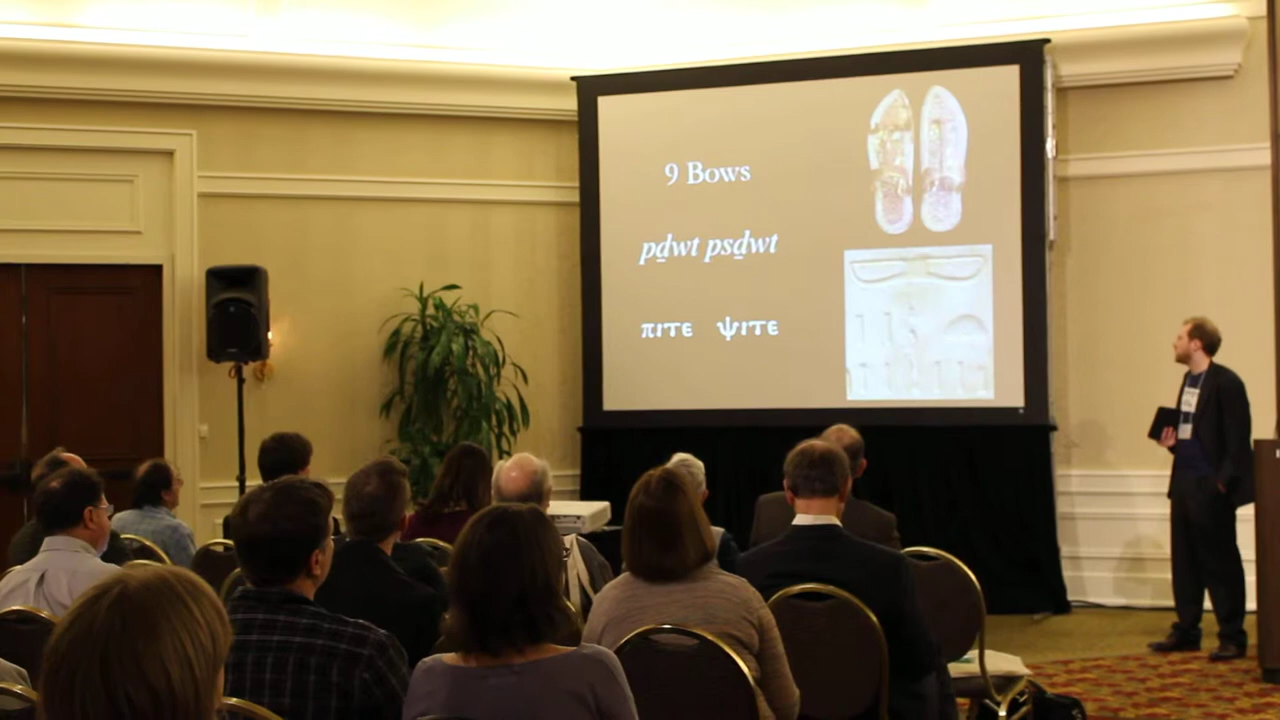 9 Bows
pḏwt psḏwt
ⲡⲓⲧⲉ ⲯⲓⲧⲉ